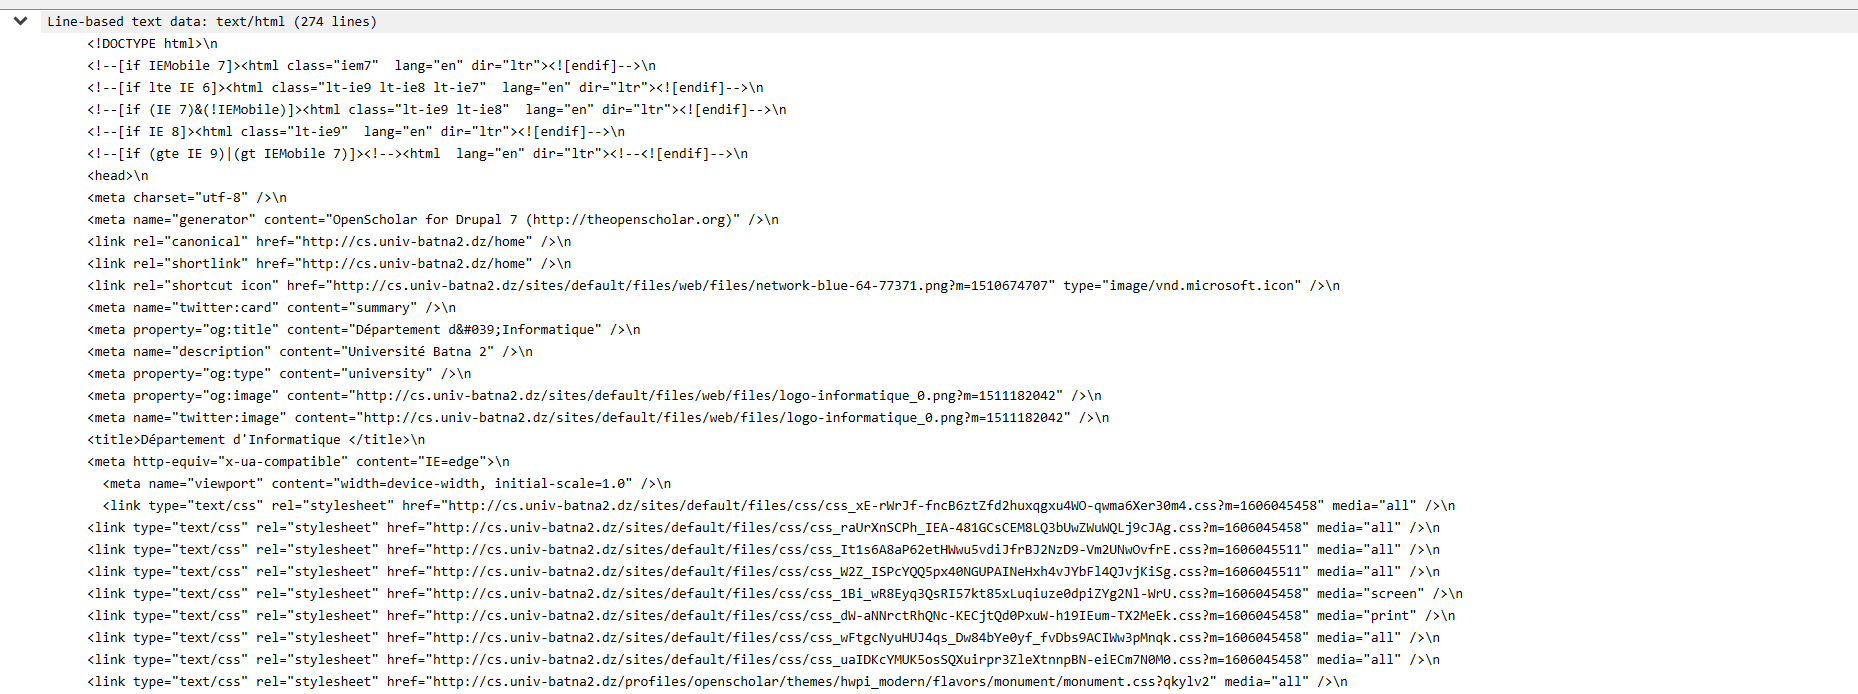 Line-based text data: text/html (274 lines)
<!DOCTYPE html>\n
<!--[if IEMobile 7]><html class="iem7"  lang="en" dir="ltr"><![endif]-->\n
<!--[if lte IE 6]><html class="lt-ie9 lt-ie8 lt-ie7"  lang="en" dir="ltr"><![endif]-->\n
<!--[if (IE 7)&(!IEMobile)]><html class="lt-ie9 lt-ie8"  lang="en" dir="ltr"><![endif]-->\n
<!--[if IE 8]><html class="lt-ie9"  lang="en" dir="ltr"><![endif]-->\n
<!--[if (gte IE 9)|(gt IEMobile 7)]><!--><html  lang="en" dir="ltr"><!--<![endif]-->\n
<head>\n
<meta charset="utf-8" />\n
<meta name="generator" content="OpenScholar for Drupal 7 (http://theopenscholar.org)" />\n
<link rel="canonical" href="http://cs.univ-batna2.dz/home" />\n
<link rel="shortlink" href="http://cs.univ-batna2.dz/home" />\n
<link rel="shortcut icon" href="http://cs.univ-batna2.dz/sites/default/files/web/files/network-blue-64-77371.png?m=1510674707" type="image/vnd.microsoft.icon" />\n
<meta name="twitter:card" content="summary" />\n
<meta property="og:title" content="Département d&#039;Informatique" />\n
<meta name="description" content="Université Batna 2" />\n
<meta property="og:type" content="university" />\n
<meta property="og:image" content="http://cs.univ-batna2.dz/sites/default/files/web/files/logo-informatique_0.png?m=1511182042" />\n
<meta name="twitter:image" content="http://cs.univ-batna2.dz/sites/default/files/web/files/logo-informatique_0.png?m=1511182042" />\n
<title>Département d'Informatique </title>\n
<meta http-equiv="x-ua-compatible" content="IE=edge">\n
  <meta name="viewport" content="width=device-width, initial-scale=1.0" />\n
  <link type="text/css" rel="stylesheet" href="http://cs.univ-batna2.dz/sites/default/files/css/css_xE-rWrJf-fncB6ztZfd2huxqgxu4WO-qwma6Xer30m4.css?m=1606045458" media="all" />\n
<link type="text/css" rel="stylesheet" href="http://cs.univ-batna2.dz/sites/default/files/css/css_raUrXnSCPh_IEA-481GCsCEM8LQ3bUwZWuWQLj9cJAg.css?m=1606045458" media="all" />\n
<link type="text/css" rel="stylesheet" href="http://cs.univ-batna2.dz/sites/default/files/css/css_It1s6A8aP62etHWwu5vdiJfrBJ2NzD9-Vm2UNwOvfrE.css?m=1606045511" media="all" />\n
<link type="text/css" rel="stylesheet" href="http://cs.univ-batna2.dz/sites/default/files/css/css_W2Z_ISPcYQQ5px40NGUPAINeHxh4vJYbFl4QJvjKiSg.css?m=1606045511" media="all" />\n
<link type="text/css" rel="stylesheet" href="http://cs.univ-batna2.dz/sites/default/files/css/css_1Bi_wR8Eyq3QsRI57kt85xLuqiuze0dpiZYg2Nl-WrU.css?m=1606045458" media="screen" />\n
<link type="text/css" rel="stylesheet" href="http://cs.univ-batna2.dz/sites/default/files/css/css_dW-aNNrctRhQNc-KECjtQd0PxuW-h19IEum-TX2MeEk.css?m=1606045458" media="print" />\n
<link type="text/css" rel="stylesheet" href="http://cs.univ-batna2.dz/sites/default/files/css/css_wFtgcNyuHUJ4qs_Dw84bYe0yf_fvDbs9ACIWw3pMnqk.css?m=1606045458" media="all" />\n
<link type="text/css" rel="stylesheet" href="http://cs.univ-batna2.dz/sites/default/files/css/css_uaIDKcYMUK5osSQXuirpr3ZleXtnnpBN-eiECm7N0M0.css?m=1606045458" media="all" />\n
<link type="text/css" rel="stylesheet" href="http://cs.univ-batna2.dz/profiles/openscholar/themes/hwpi_modern/flavors/monument/monument.css?qkylv2" media="all" />\n